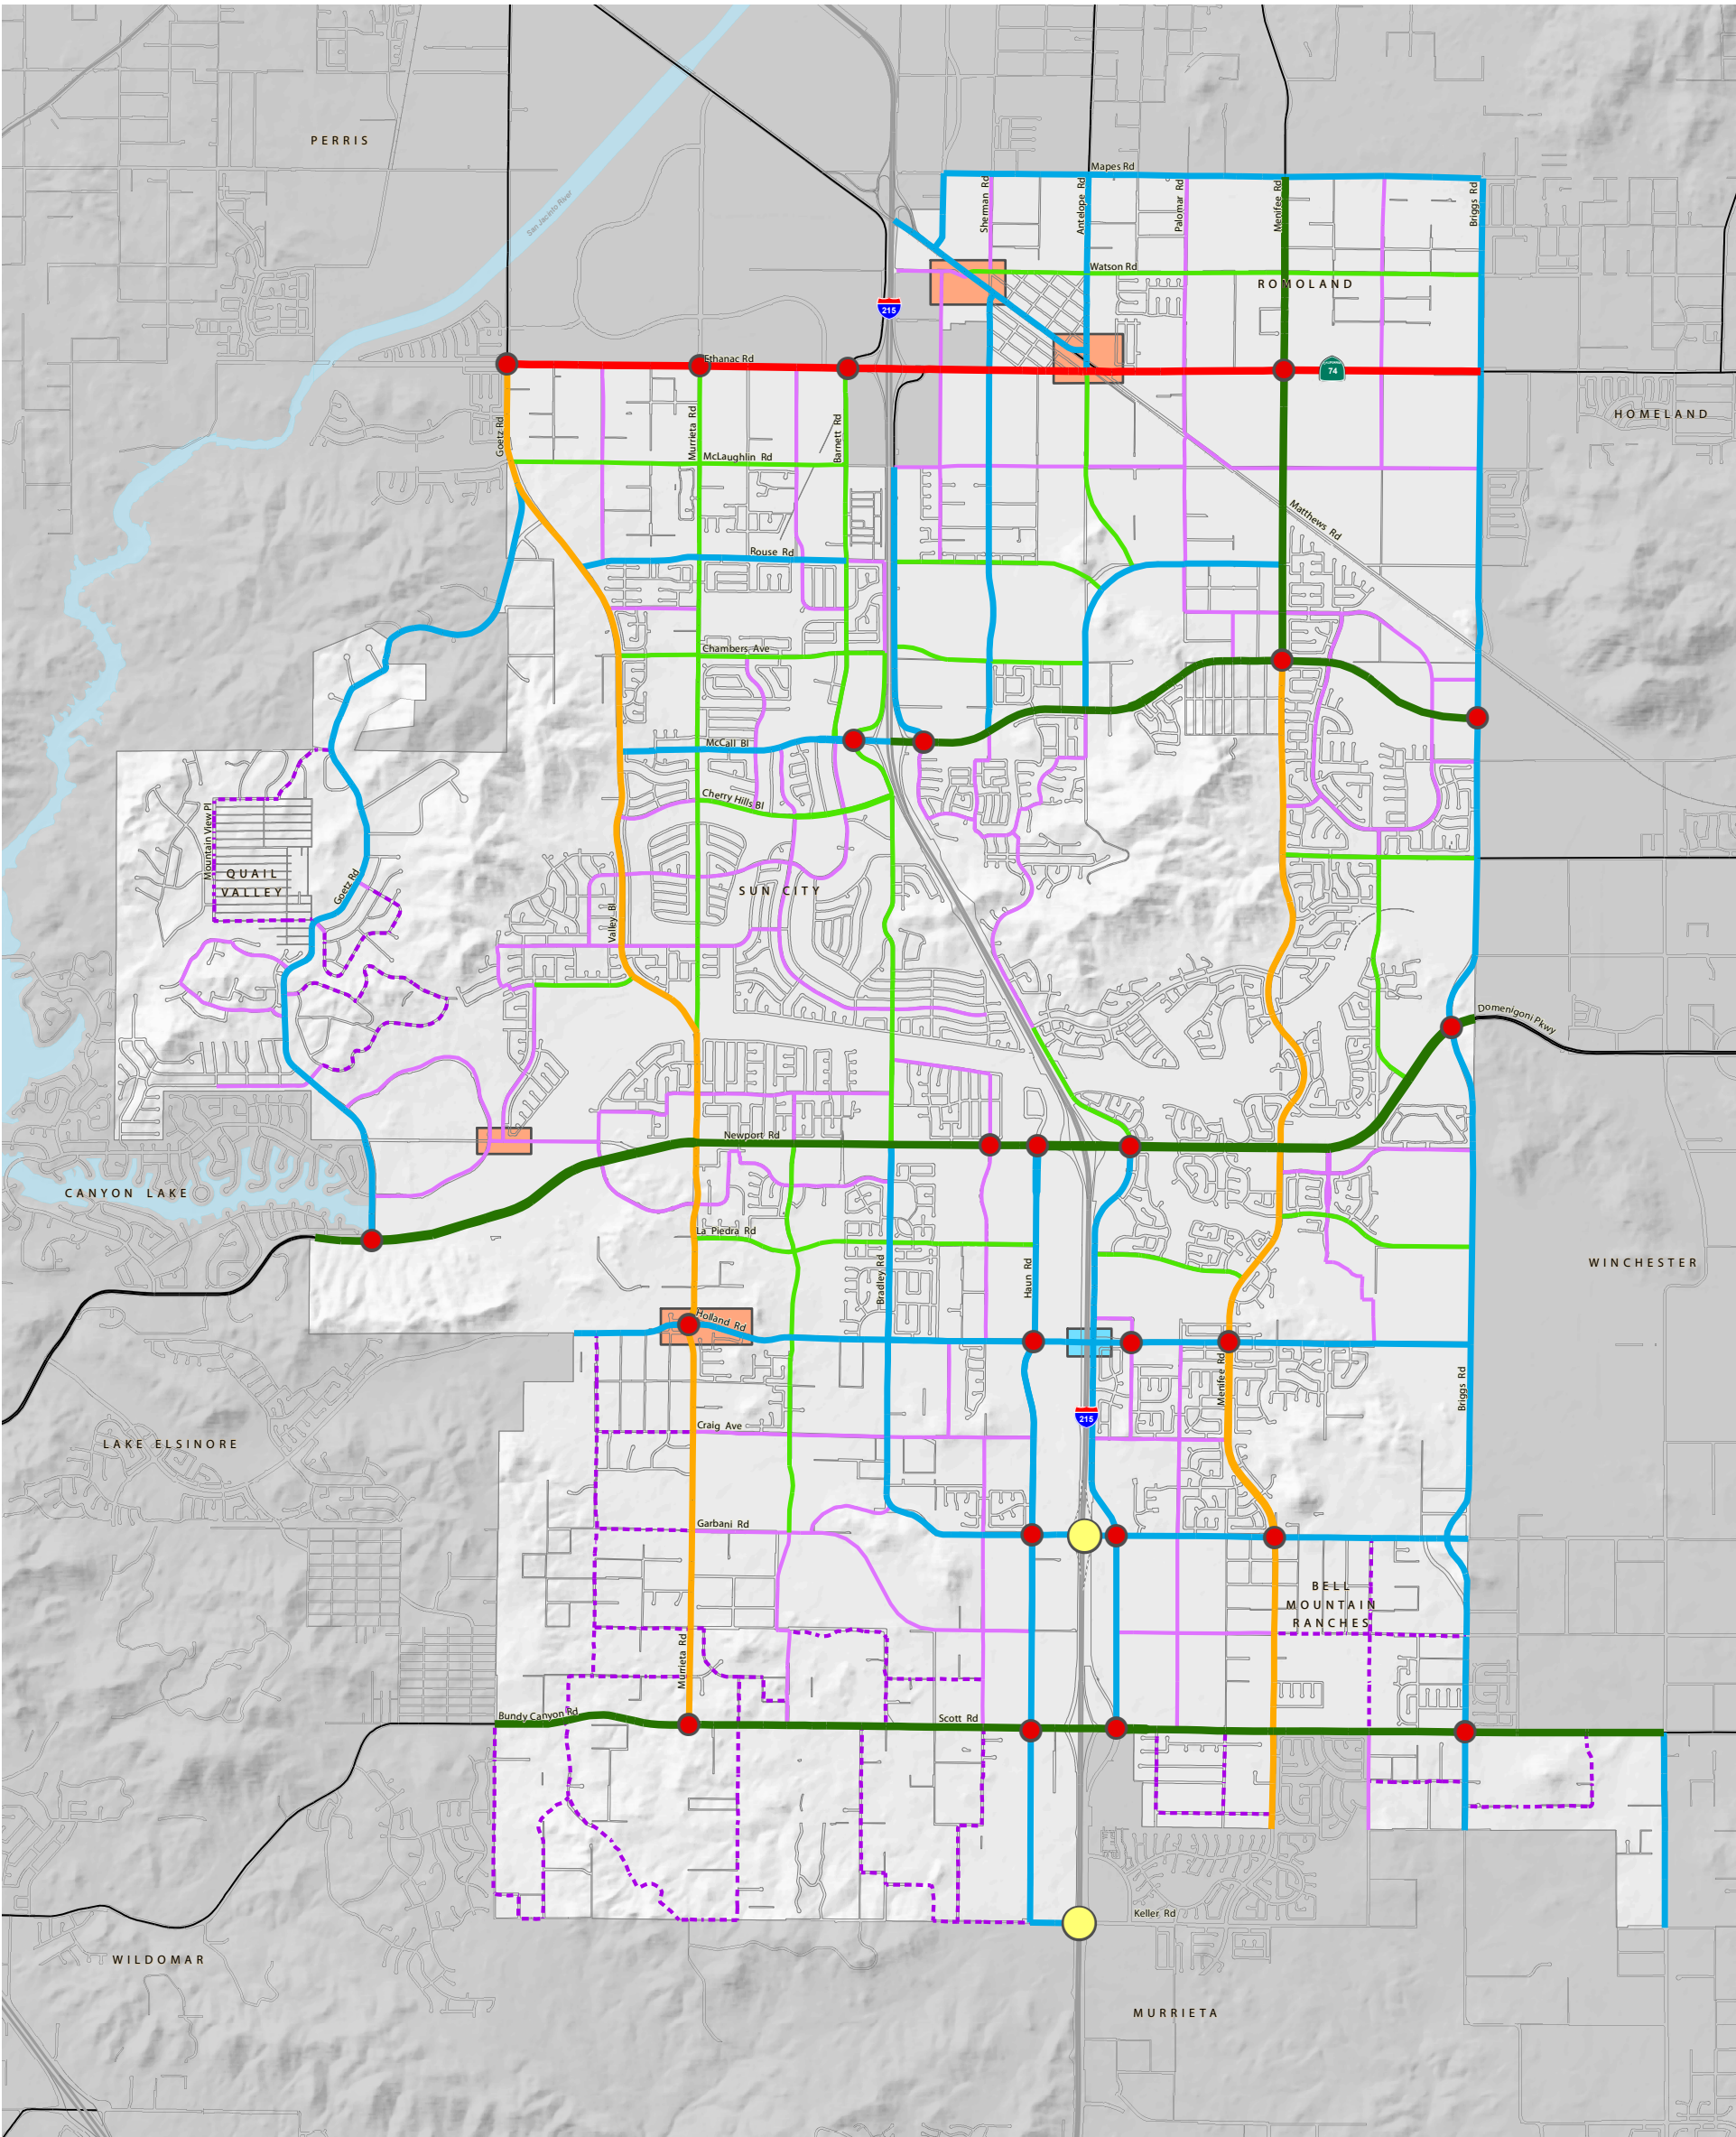 PERRIS
San Jacinto River
Mapes Rd
Sherman Rd
Antelope Rd
Palomar Rd
Menifee Rd
Briggs Rd
Watson Rd
ROMOLAND
215
Ethanac Rd
CALIFORNIA
74
HOMELAND
Goetz Rd
Murrieta Rd
Barnett Rd
McLaughlin Rd
Matthews Rd
Rouse Rd
Chambers Ave
McCall Bl
Cherry Hills Bl
Mountain View Pl
QUAIL
VALLEY
Goetz Rd
SUN CITY
Valley Bl
Domenigoni Pkwy
Newport Rd
CANYON LAKE
La Piedra Rd
Bradley Rd
Haun Rd
WINCHESTER
Holland Rd
Menifee Rd
Briggs Rd
215
Craig Ave
LAKE ELSINORE
Garbani Rd
BELL
MOUNTAIN
RANCHES
Murrieta Rd
Bundy Canyon Rd
Scott Rd
Keller Rd
WILDOMAR
MURRIETA